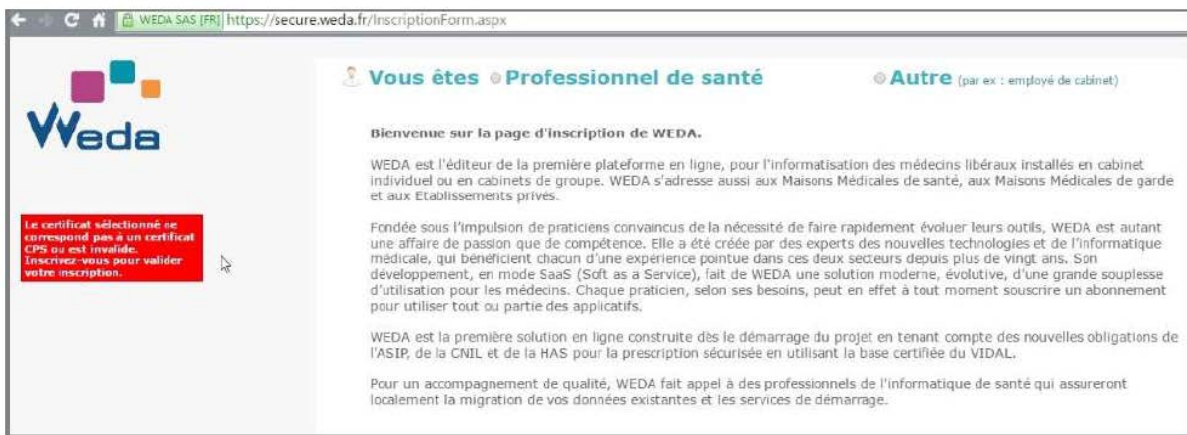 WEDA SAS [FR] https://secure.weda.fr/InscriptionForm.aspx
Vous êtes Professionnel de santé Autre (par ex : employé de cabinet)
Weda
Bienvenue sur la page d'inscription de WEDA.
WEDA est l'éditeur de la première plateforme en ligne, pour l'informatisation des médecins libéraux installés en cabinet
individuel ou en cabinets de groupe. WEDA s'adresse aussi aux Maisons Médicales de santé, aux Maisons Médicales de garde
et aux Etablissements privés.
Le certificat sélectionné ne
correspond pas à un certificat
CPS ou est invalide.
Inscrivez-vous pour valider
votre inscription.
Fondée sous l'impulsion de praticiens convaincus de la nécessité de faire rapidement évoluer leurs outils, WEDA est autant
une affaire de passion que de compétence. Elle a été créée par des experts des nouvelles technologies et de l'informatique
médicale, qui bénéficient chacun d'une expérience pointue dans ces deux secteurs depuis plus de vingt ans. Son
développement, en mode SaaS (Soft as a Service), fait de WEDA une solution moderne, évolutive, d'une grande souplesse
d'utilisation pour les médecins. Chaque praticien, selon ses besoins, peut en effet à tout moment souscrire un abonnement
pour utiliser tout ou partie des applicatifs.
WEDA est la première solution en ligne construite dès le démarrage du projet en tenant compte des nouvelles obligations de
l'ASIP, de la CNIL et de la HAS pour la prescription sécurisée en utilisant la base certifiée du VIDAL.
Pour un accompagnement de qualité, WEDA fait appel à des professionnels de l'informatique de santé qui assureront
localement la migration de vos données existantes et les services de démarrage.